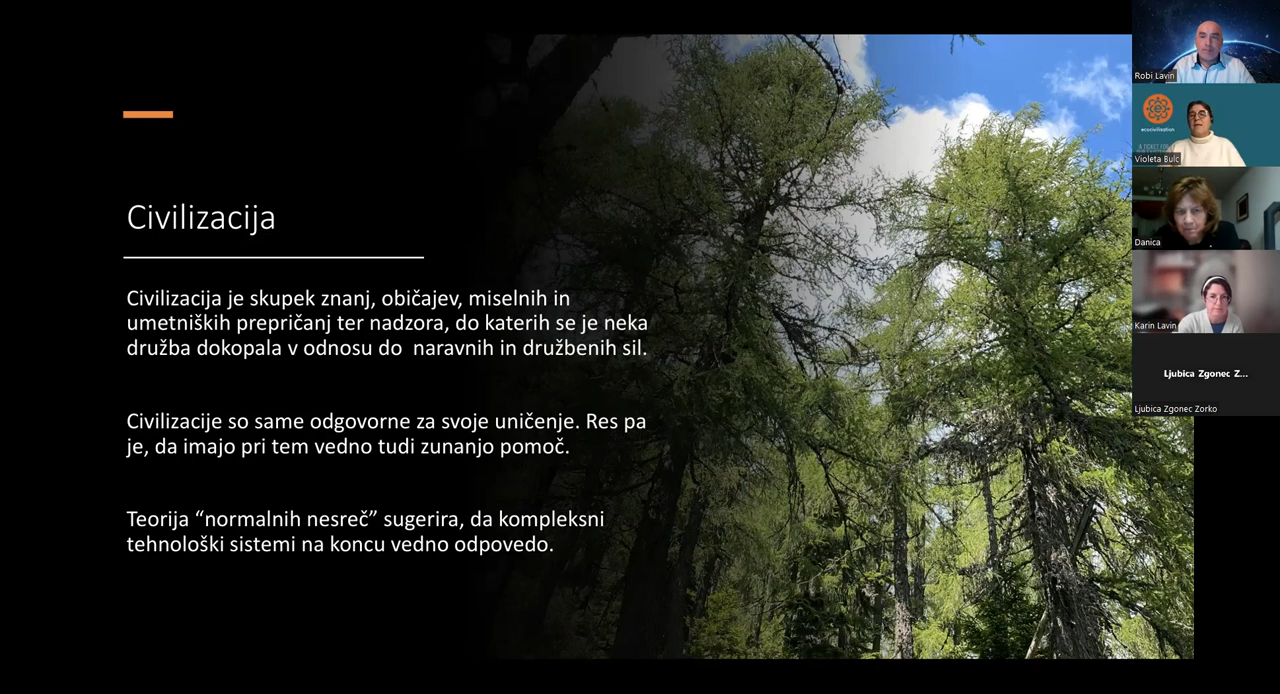 Civilizacija
Civilizacija je skupek znanj, običajev, miselnih in
umetniških prepričanj ter nadzora, do katerih se je neka
družba dokopala v odnosu do  naravnih in družbenih sil.
Civilizacije so same odgovorne za svoje uničenje. Res pa
je, da imajo pri tem vedno tudi zunanjo pomoč.
Teorija “normalnih nesreč” sugerira, da kompleksni
tehnološki sistemi na koncu vedno odpovedo.
Robi Lavin
ecocivilisation
A TICKET FOR
Violeta Bulc
Danica
Karin Lavin
Ljubica Zgonec Z...
Ljubica Zgonec Zorko